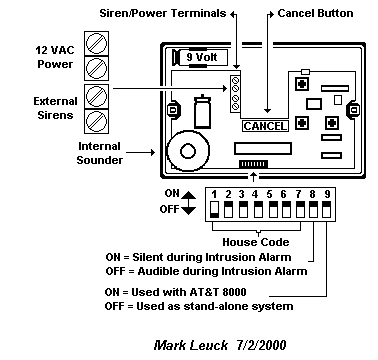 Siren/Power Terminals
Cancel Button
12 VAC
Power
9 Volt
External
Sirens
CANCEL
Internal
Sounder
ON
OFF
1 2 3 4 5 6 7 8 9
House Code
ON = Silent during Intrusion Alarm
OFF = Audible during Intrusion Alarm
ON = Used with AT&T 8000
OFF = Used as stand-alone system
Mark Leuck 7/2/2000